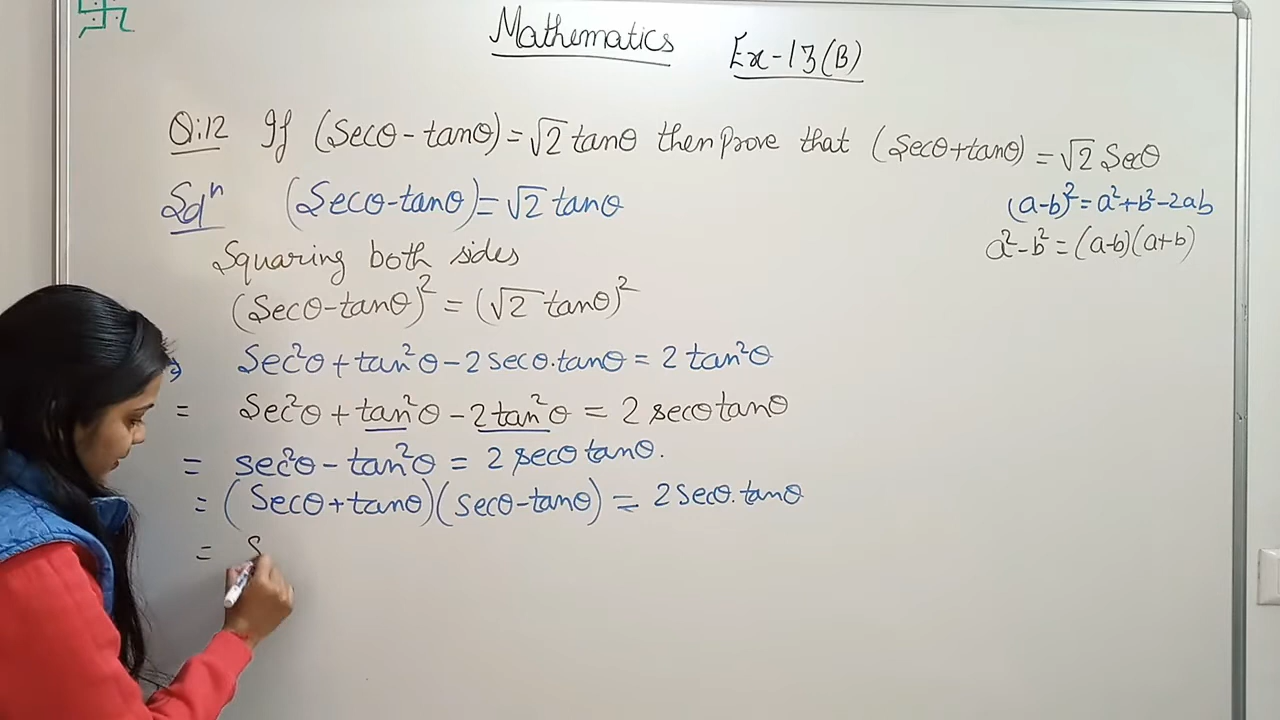 Mathematics Ex-13(B)
Q:12 If (Secθ - tanθ) = √2 tanθ then prove that (Secθ + tanθ) = √2 Secθ
Solⁿ (Secθ - tanθ) = √2 tanθ
(a-b)² = a² + b² - 2ab
a² - b² = (a-b)(a+b)
Squaring both sides
(Secθ - tanθ)² = (√2 tanθ)²
⇒ Sec²θ + tan²θ - 2 secθ.tanθ = 2 tan²θ
= Sec²θ + tan²θ - 2 tan²θ = 2 secθ tanθ
= sec²θ - tan²θ = 2 secθ tanθ.
= (Secθ + tanθ)(secθ - tanθ) = 2 Secθ.tanθ
= S